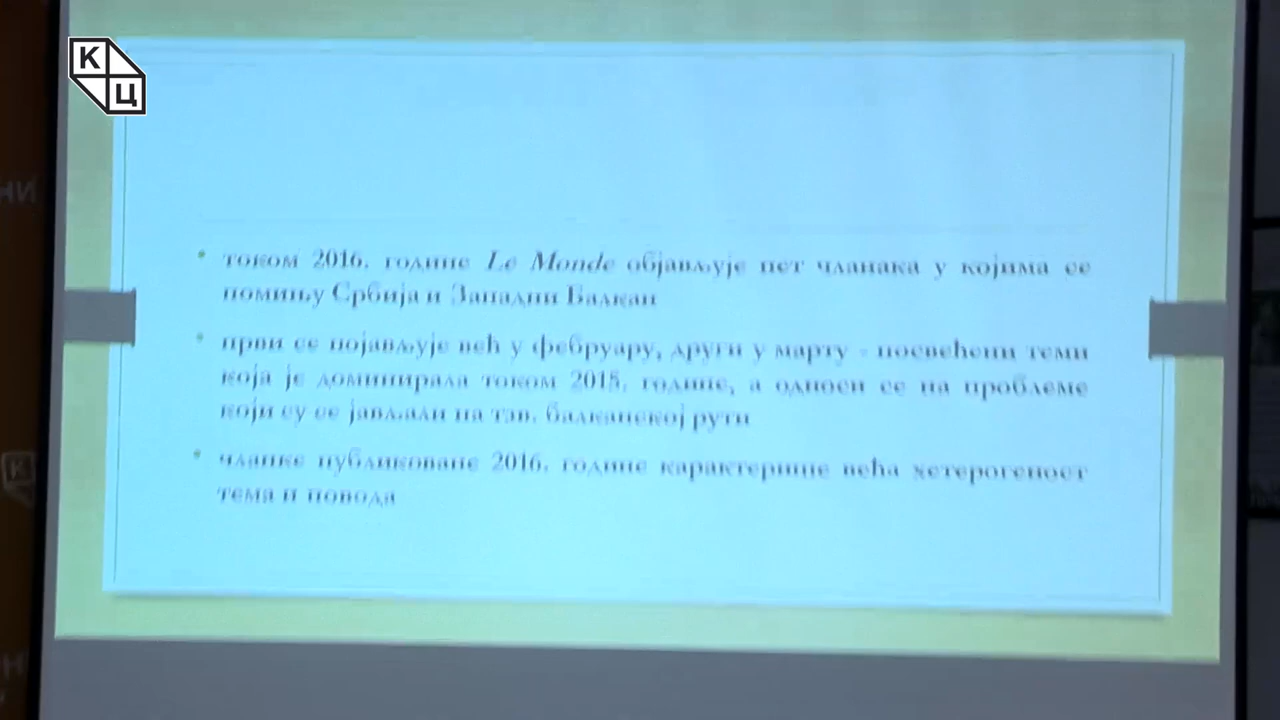 К
Ц
• током 2016. године Le Monde објављује пет чланака у којима се
помињу Србија и Западни Балкан
• први се појављује већ у фебруару, други у марту - посвећени теми
која је доминирала током 2015. године, а односи се на проблеме
који су се јављали на тзв. балканској рути
• чланке публиковане 2016. године карактерише већа хетерогеност
тема и повода